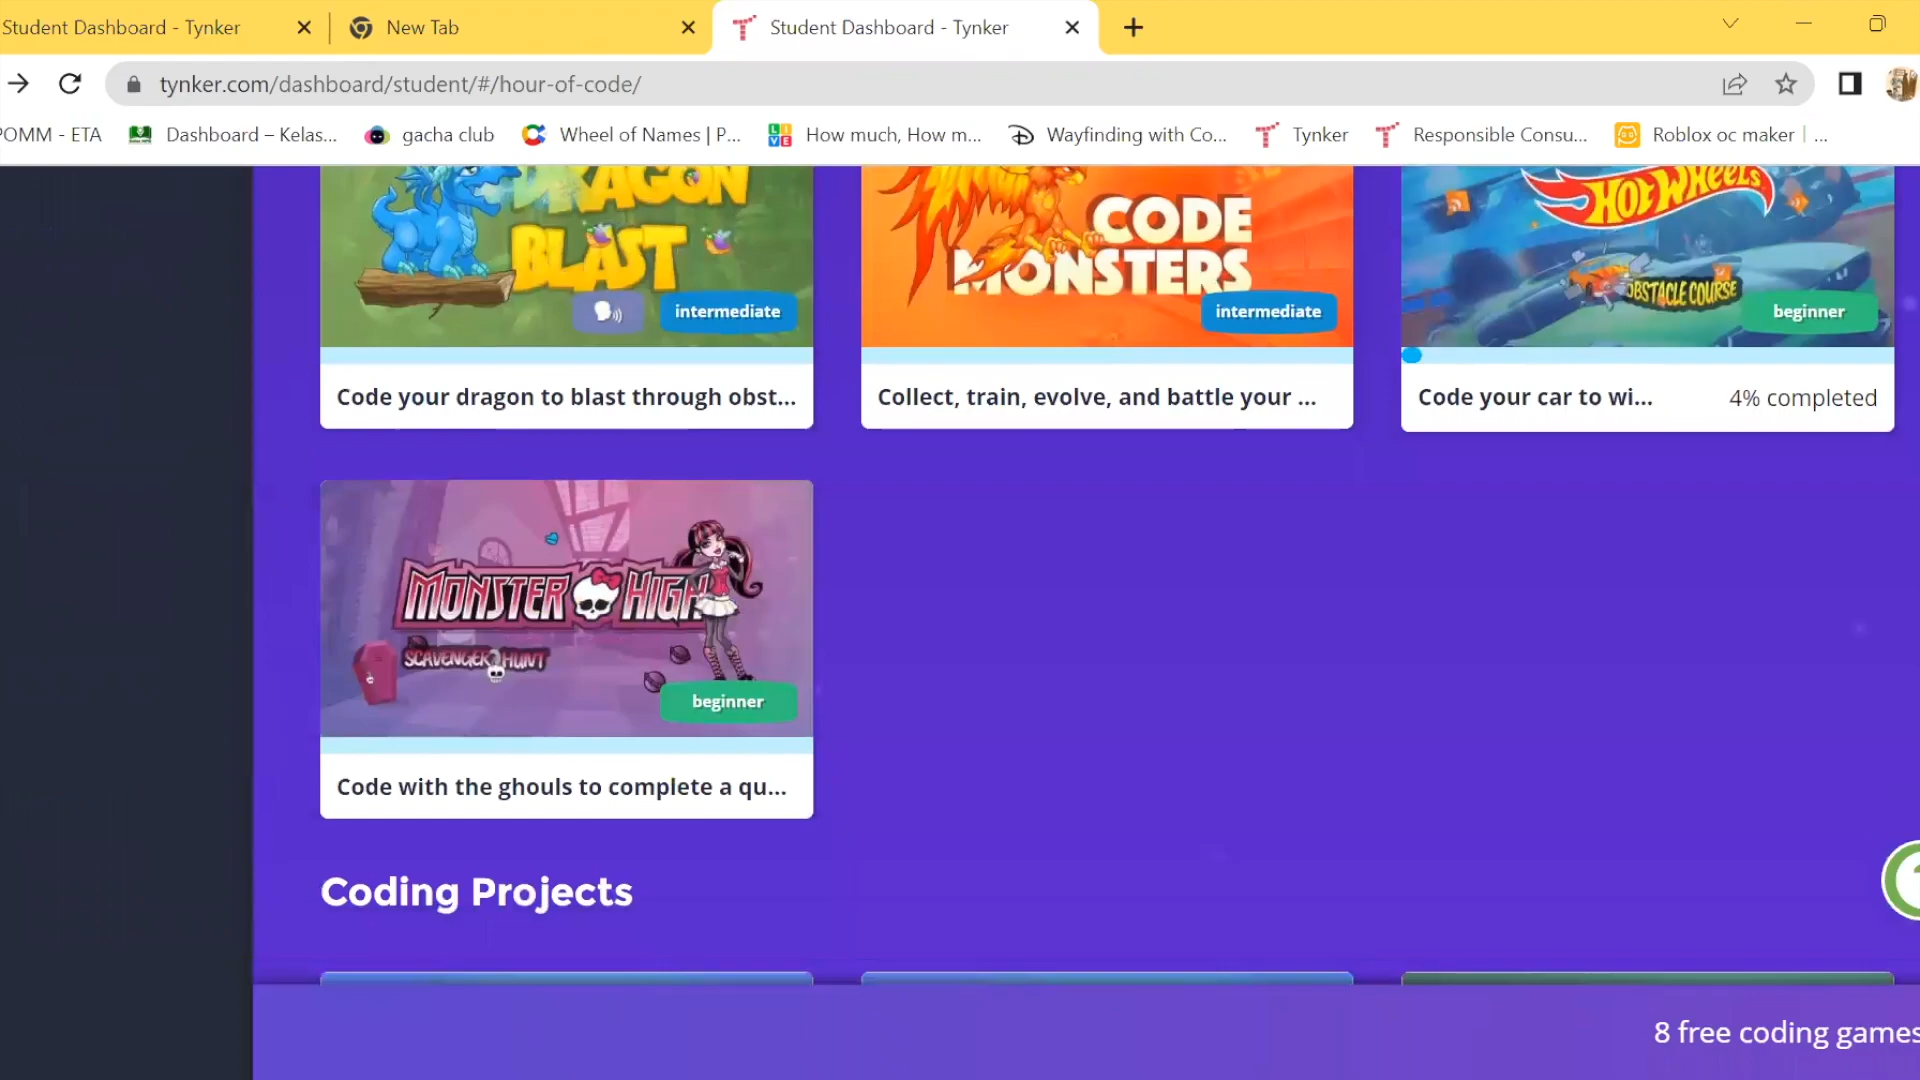 Student Dashboard - Tynker
New Tab
Student Dashboard - Tynker
tynker.com/dashboard/student/#/hour-of-code/
POMM - ETA
Dashboard – Kelas...
gacha club
Wheel of Names | P...
LIVE
How much, How m...
Wayfinding with Co...
Tynker
Responsible Consu...
Roblox oc maker | ...
DRAGON
BLAST
intermediate
Code your dragon to blast through obst...
CODE
MONSTERS
intermediate
Collect, train, evolve, and battle your ...
HOT WHEELS
OBSTACLE COURSE
beginner
Code your car to wi...
4% completed
MONSTER HIGH
SCAVENGER HUNT
beginner
Code with the ghouls to complete a qu...
Coding Projects
8 free coding games